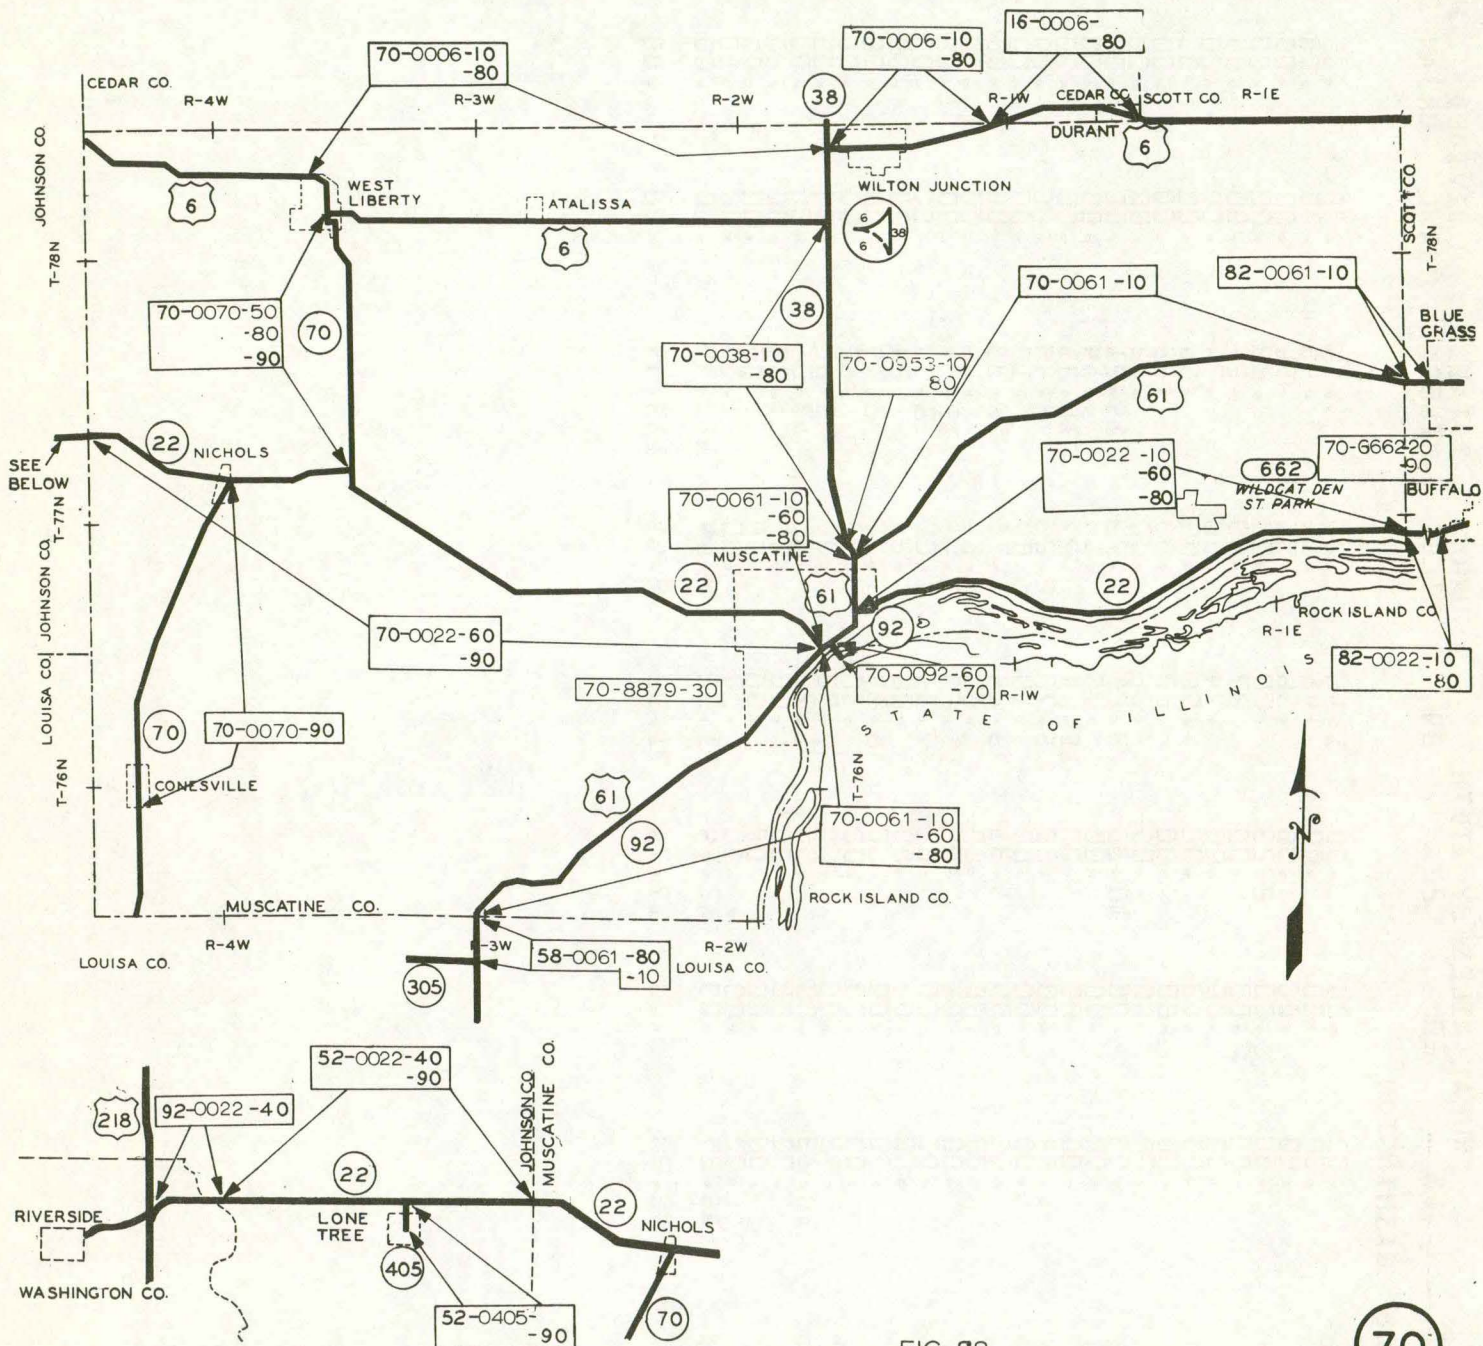 70-0006-10
-80
70-0006-10
-80
16-0006-
-80
CEDAR CO.
R-4W
R-3W
R-2W
38
R-1W
CEDAR CO.
SCOTT CO.
R-1E
DURANT
6
JOHNSON CO.
WEST
LIBERTY
6
ATALISSA
6
WILTON JUNCTION
6
6
38
SCOTT CO.
T-78N
T-78N
70-0070-50
-80
-90
70
38
70-0061-10
82-0061-10
BLUE
GRASS
70-0038-10
-80
70-0953-10
80
61
22
NICHOLS
SEE
BELOW
70-0022-10
-60
-80
662
WILDCAT DEN
ST PARK
70-G662-20
-90
BUFFALO
T-77N
70-0061-10
-60
-80
MUSCATINE
JOHNSON CO.
LOUISA CO.
22
61
92
22
ROCK ISLAND CO.
R-1E
70-0022-60
-90
70-8879-30
70-0092-60
-70
R-1W
82-0022-10
-80
STATE OF ILLINOIS
70
70-0070-90
T-76N
CONESVILLE
61
92
T-76N
70-0061-10
-60
-80
ROCK ISLAND CO.
MUSCATINE CO.
R-4W
R-3W
R-2W
LOUISA CO.
58-0061-80
-10
LOUISA CO.
305
N
52-0022-40
-90
218
92-0022-40
JOHNSON CO.
MUSCATINE CO.
22
22
RIVERSIDE
LONE
TREE
NICHOLS
405
WASHINGTON CO.
52-0405-
-90
70